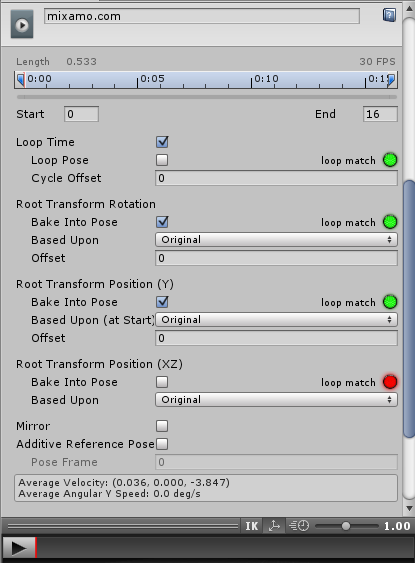 mixamo.com
Length 0.533 30 FPS
0:00 0:05 0:10 0:15
Start 0 End 16
Loop Time
Loop Pose loop match
Cycle Offset 0
Root Transform Rotation
Bake Into Pose loop match
Based Upon Original
Offset 0
Root Transform Position (Y)
Bake Into Pose loop match
Based Upon (at Start) Original
Offset 0
Root Transform Position (XZ)
Bake Into Pose loop match
Based Upon Original
Mirror
Additive Reference Pose
Pose Frame 0
Average Velocity: (0.036, 0.000, -3.847)
Average Angular Y Speed: 0.0 deg/s
IK 1.00